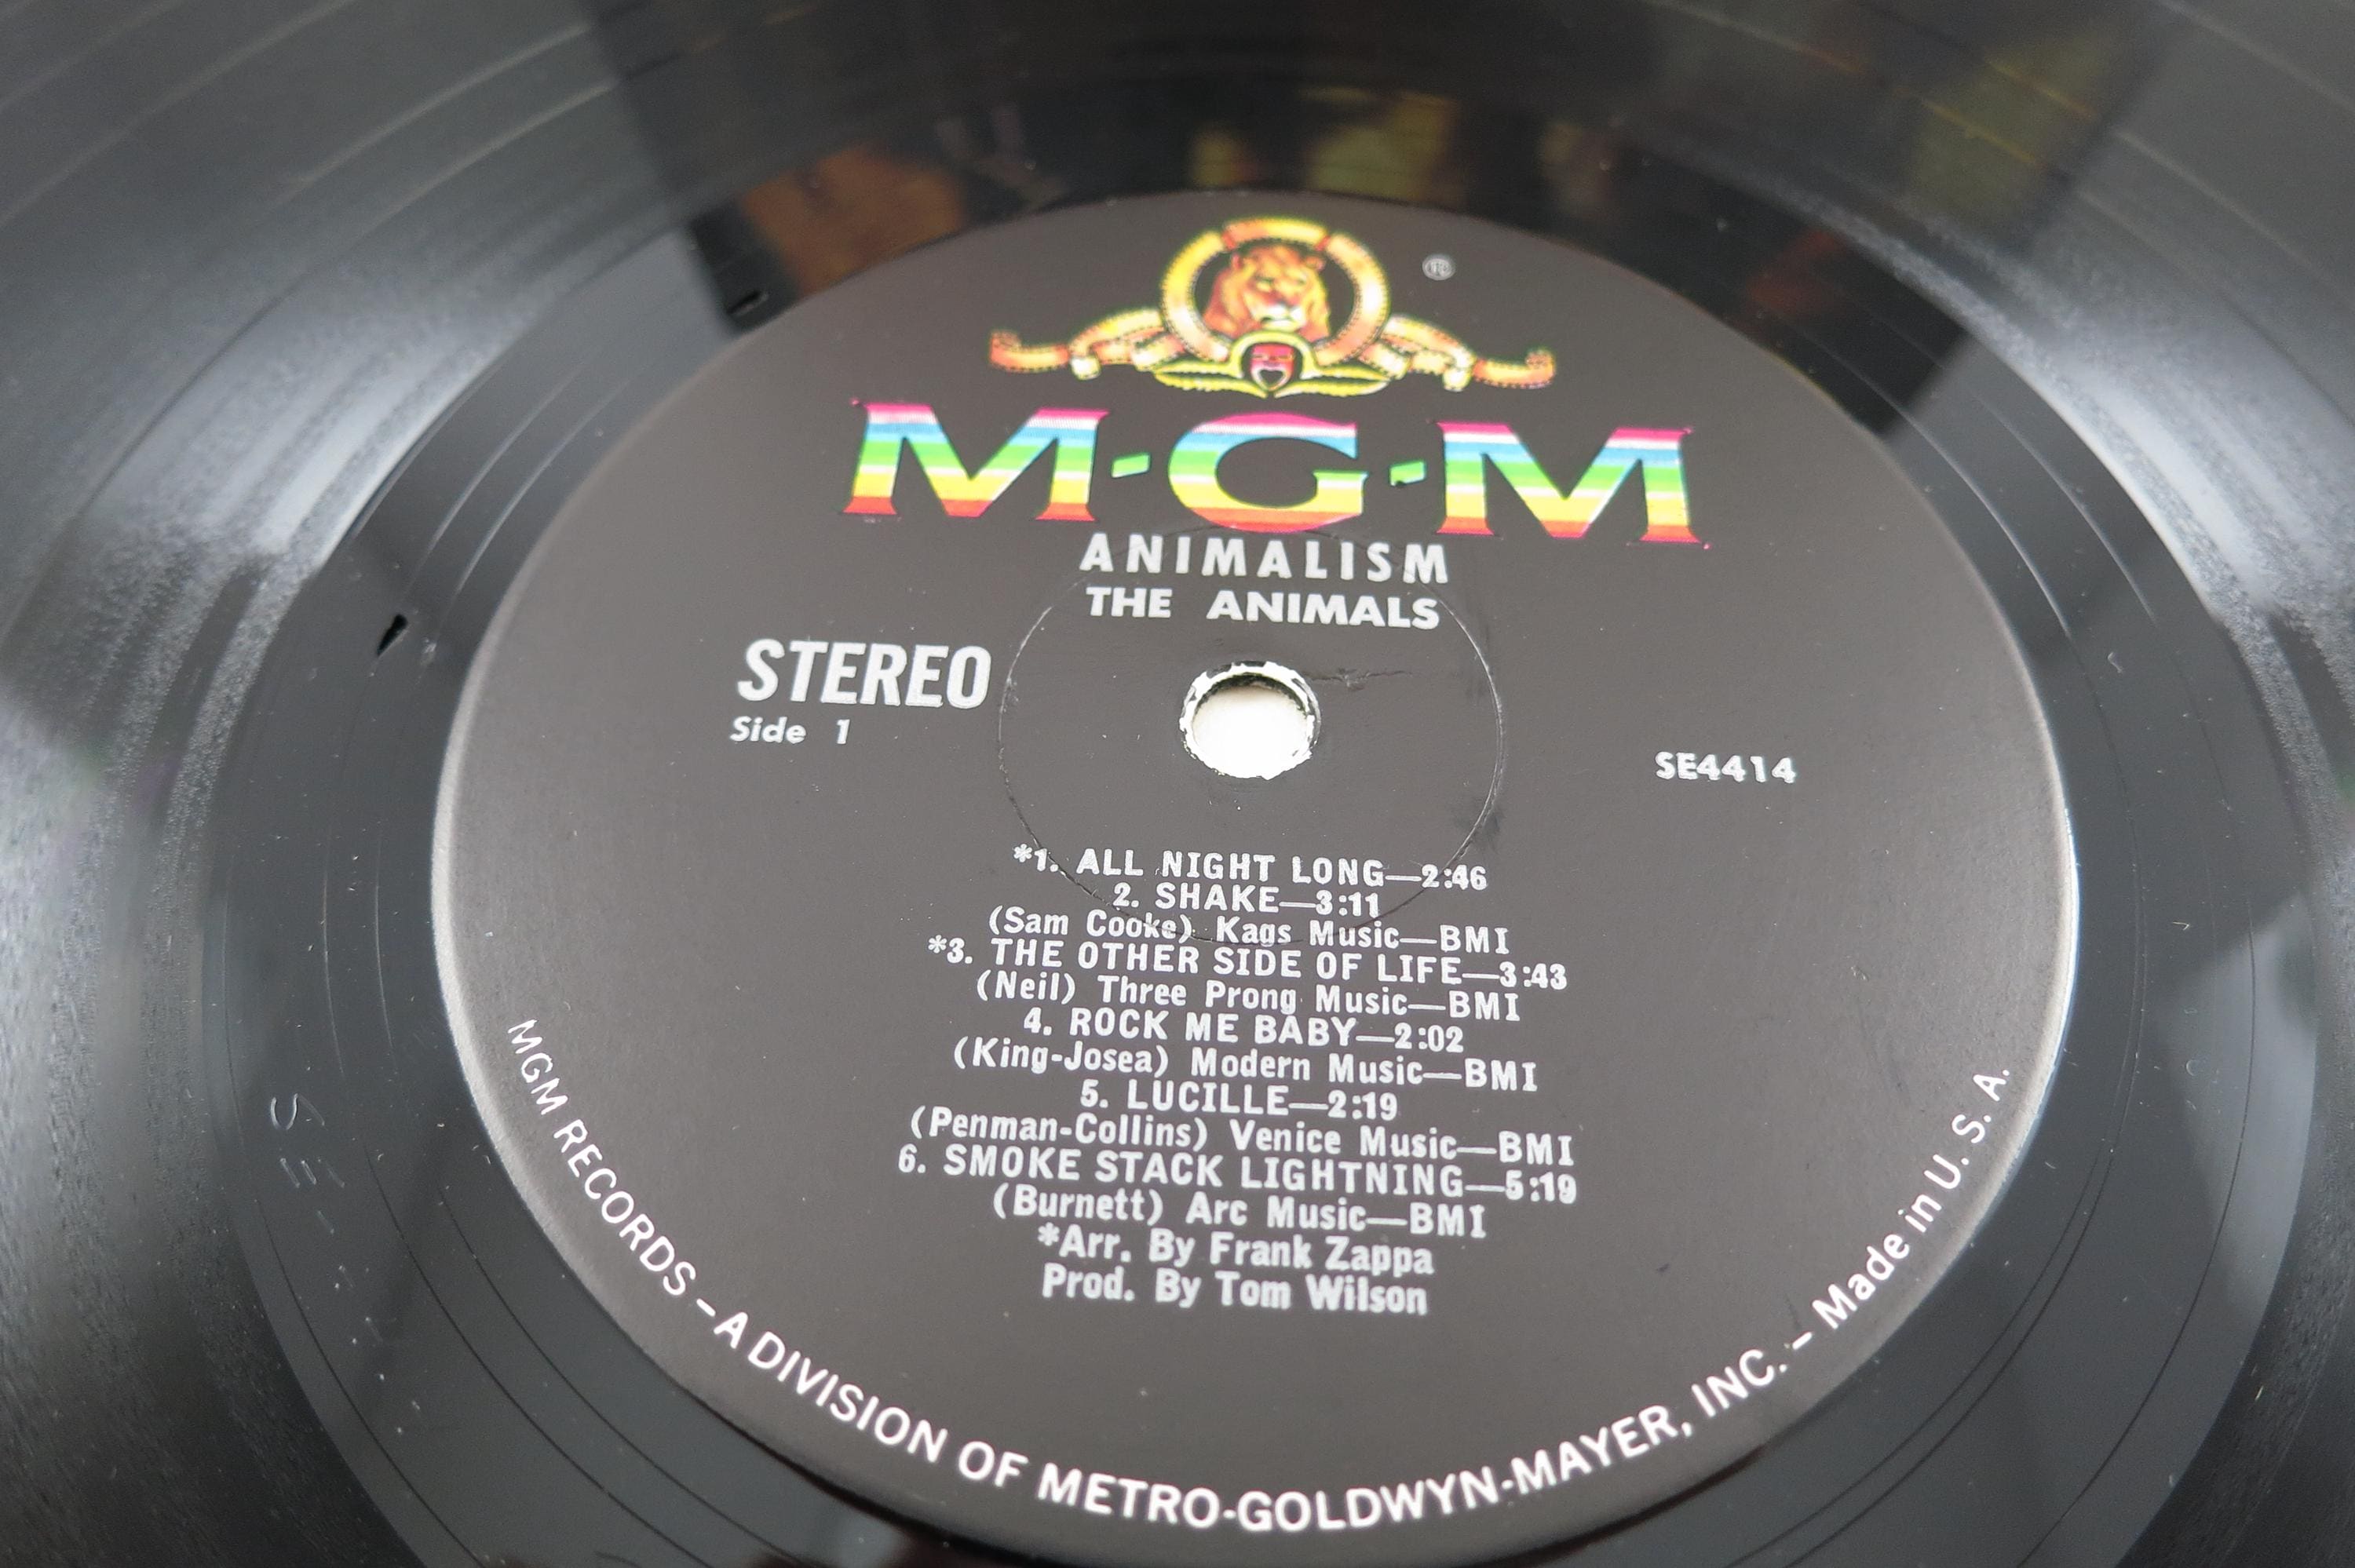 ®
M-G-M
ANIMALISM
THE ANIMALS
STEREO
Side 1
SE4414
*1. ALL NIGHT LONG—2:46
2. SHAKE—3:11
(Sam Cooke) Kags Music—BMI
*3. THE OTHER SIDE OF LIFE—3:43
(Neil) Three Prong Music—BMI
4. ROCK ME BABY—2:02
(King-Josea) Modern Music—BMI
5. LUCILLE—2:19
(Penman-Collins) Venice Music—BMI
6. SMOKE STACK LIGHTNING—5:19
(Burnett) Arc Music—BMI
*Arr. By Frank Zappa
Prod. By Tom Wilson
MGM RECORDS – A DIVISION OF METRO-GOLDWYN-MAYER, INC. – Made in U. S. A.